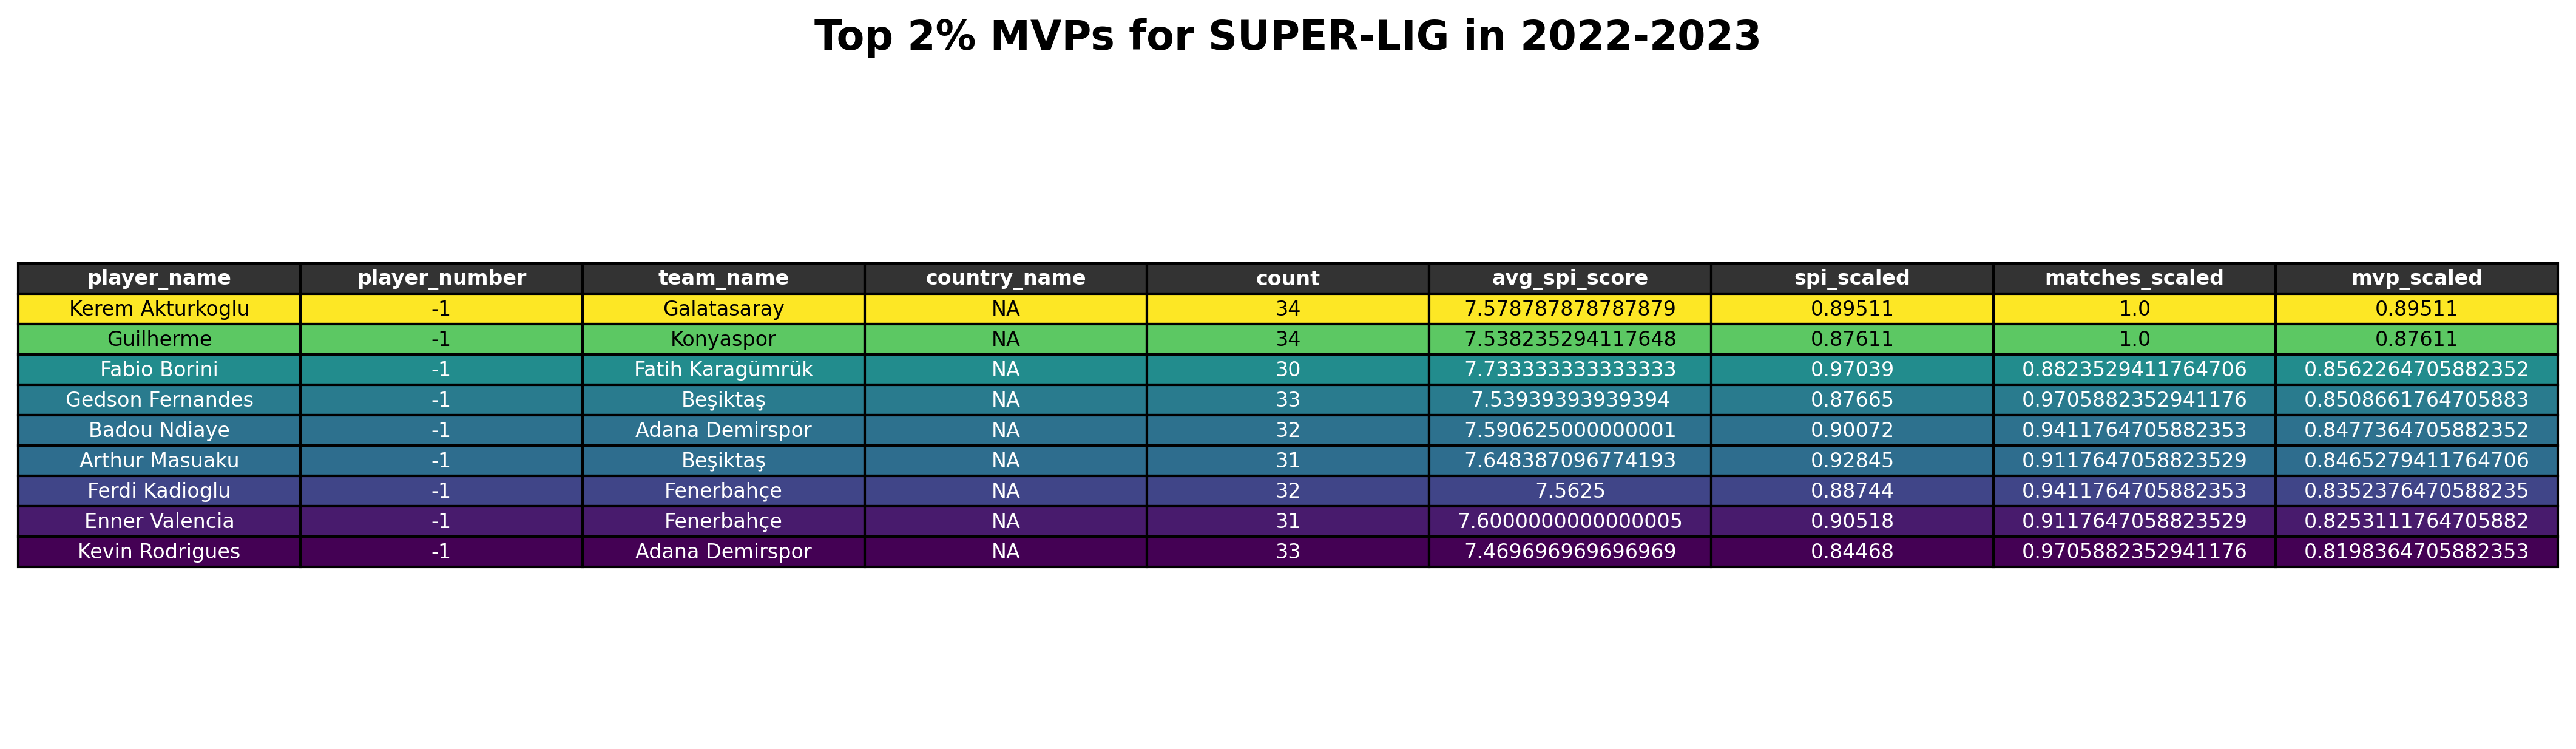 Top 2% MVPs for SUPER-LIG in 2022-2023
player_name player_number team_name country_name count avg_spi_score spi_scaled matches_scaled mvp_scaled
Kerem Akturkoglu -1 Galatasaray NA 34 7.578787878787879 0.89511 1.0 0.89511
Guilherme -1 Konyaspor NA 34 7.538235294117648 0.87611 1.0 0.87611
Fabio Borini -1 Fatih Karagümrük NA 30 7.733333333333333 0.97039 0.8823529411764706 0.8562264705882352
Gedson Fernandes -1 Beşiktaş NA 33 7.53939393939394 0.87665 0.9705882352941176 0.8508661764705883
Badou Ndiaye -1 Adana Demirspor NA 32 7.590625000000001 0.90072 0.9411764705882353 0.8477364705882352
Arthur Masuaku -1 Beşiktaş NA 31 7.648387096774193 0.92845 0.9117647058823529 0.8465279411764706
Ferdi Kadioglu -1 Fenerbahçe NA 32 7.5625 0.88744 0.9411764705882353 0.8352376470588235
Enner Valencia -1 Fenerbahçe NA 31 7.6000000000000005 0.90518 0.9117647058823529 0.8253111764705882
Kevin Rodrigues -1 Adana Demirspor NA 33 7.469696969696969 0.84468 0.9705882352941176 0.8198364705882353